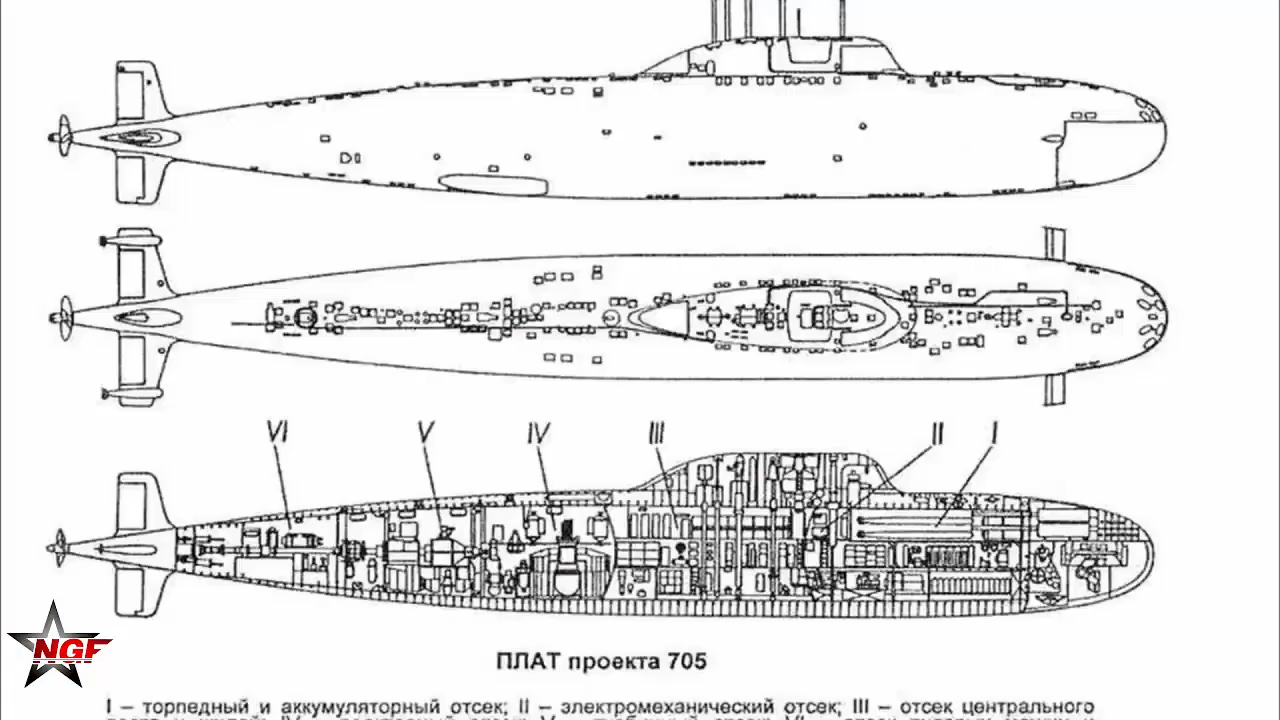 VI V IV III II I
NGF
ПЛАТ проекта 705
I – торпедный и аккумуляторный отсек; II – электромеханический отсек; III – отсек центрального